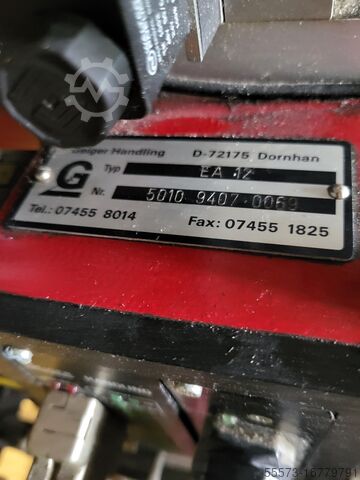 Geiger Handling D-72175 Dornhan
G Typ EA 12
Nr. 5010 9407 0069
Tel.: 07455 8014 Fax: 07455 1825
55573-16779791